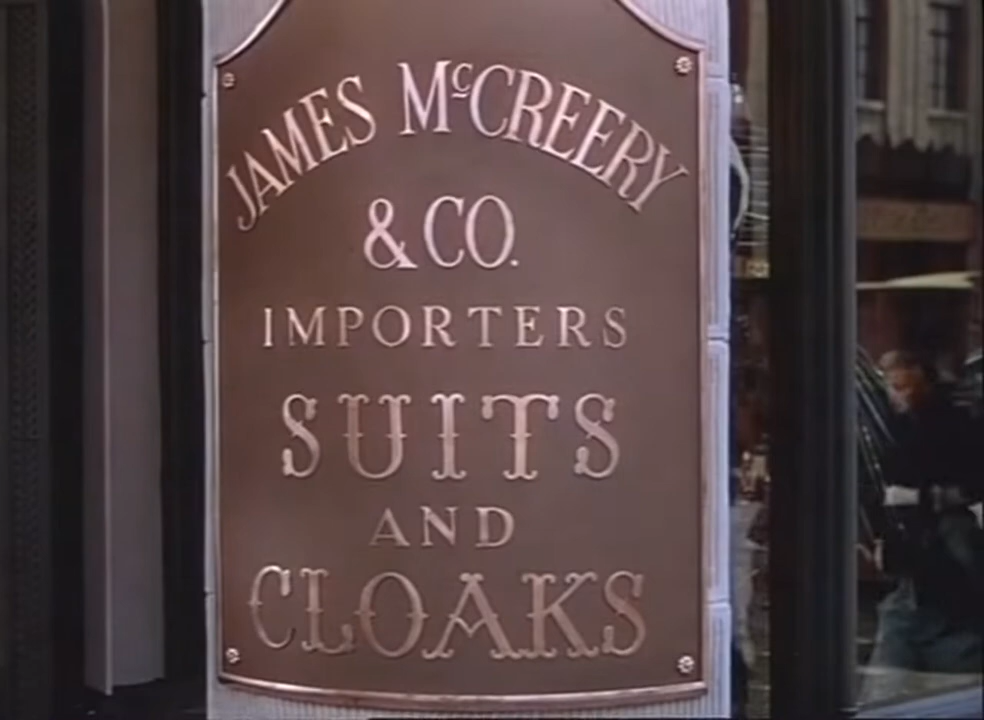 JAMES McCREERY
& CO.
IMPORTERS
SUITS
AND
CLOAKS